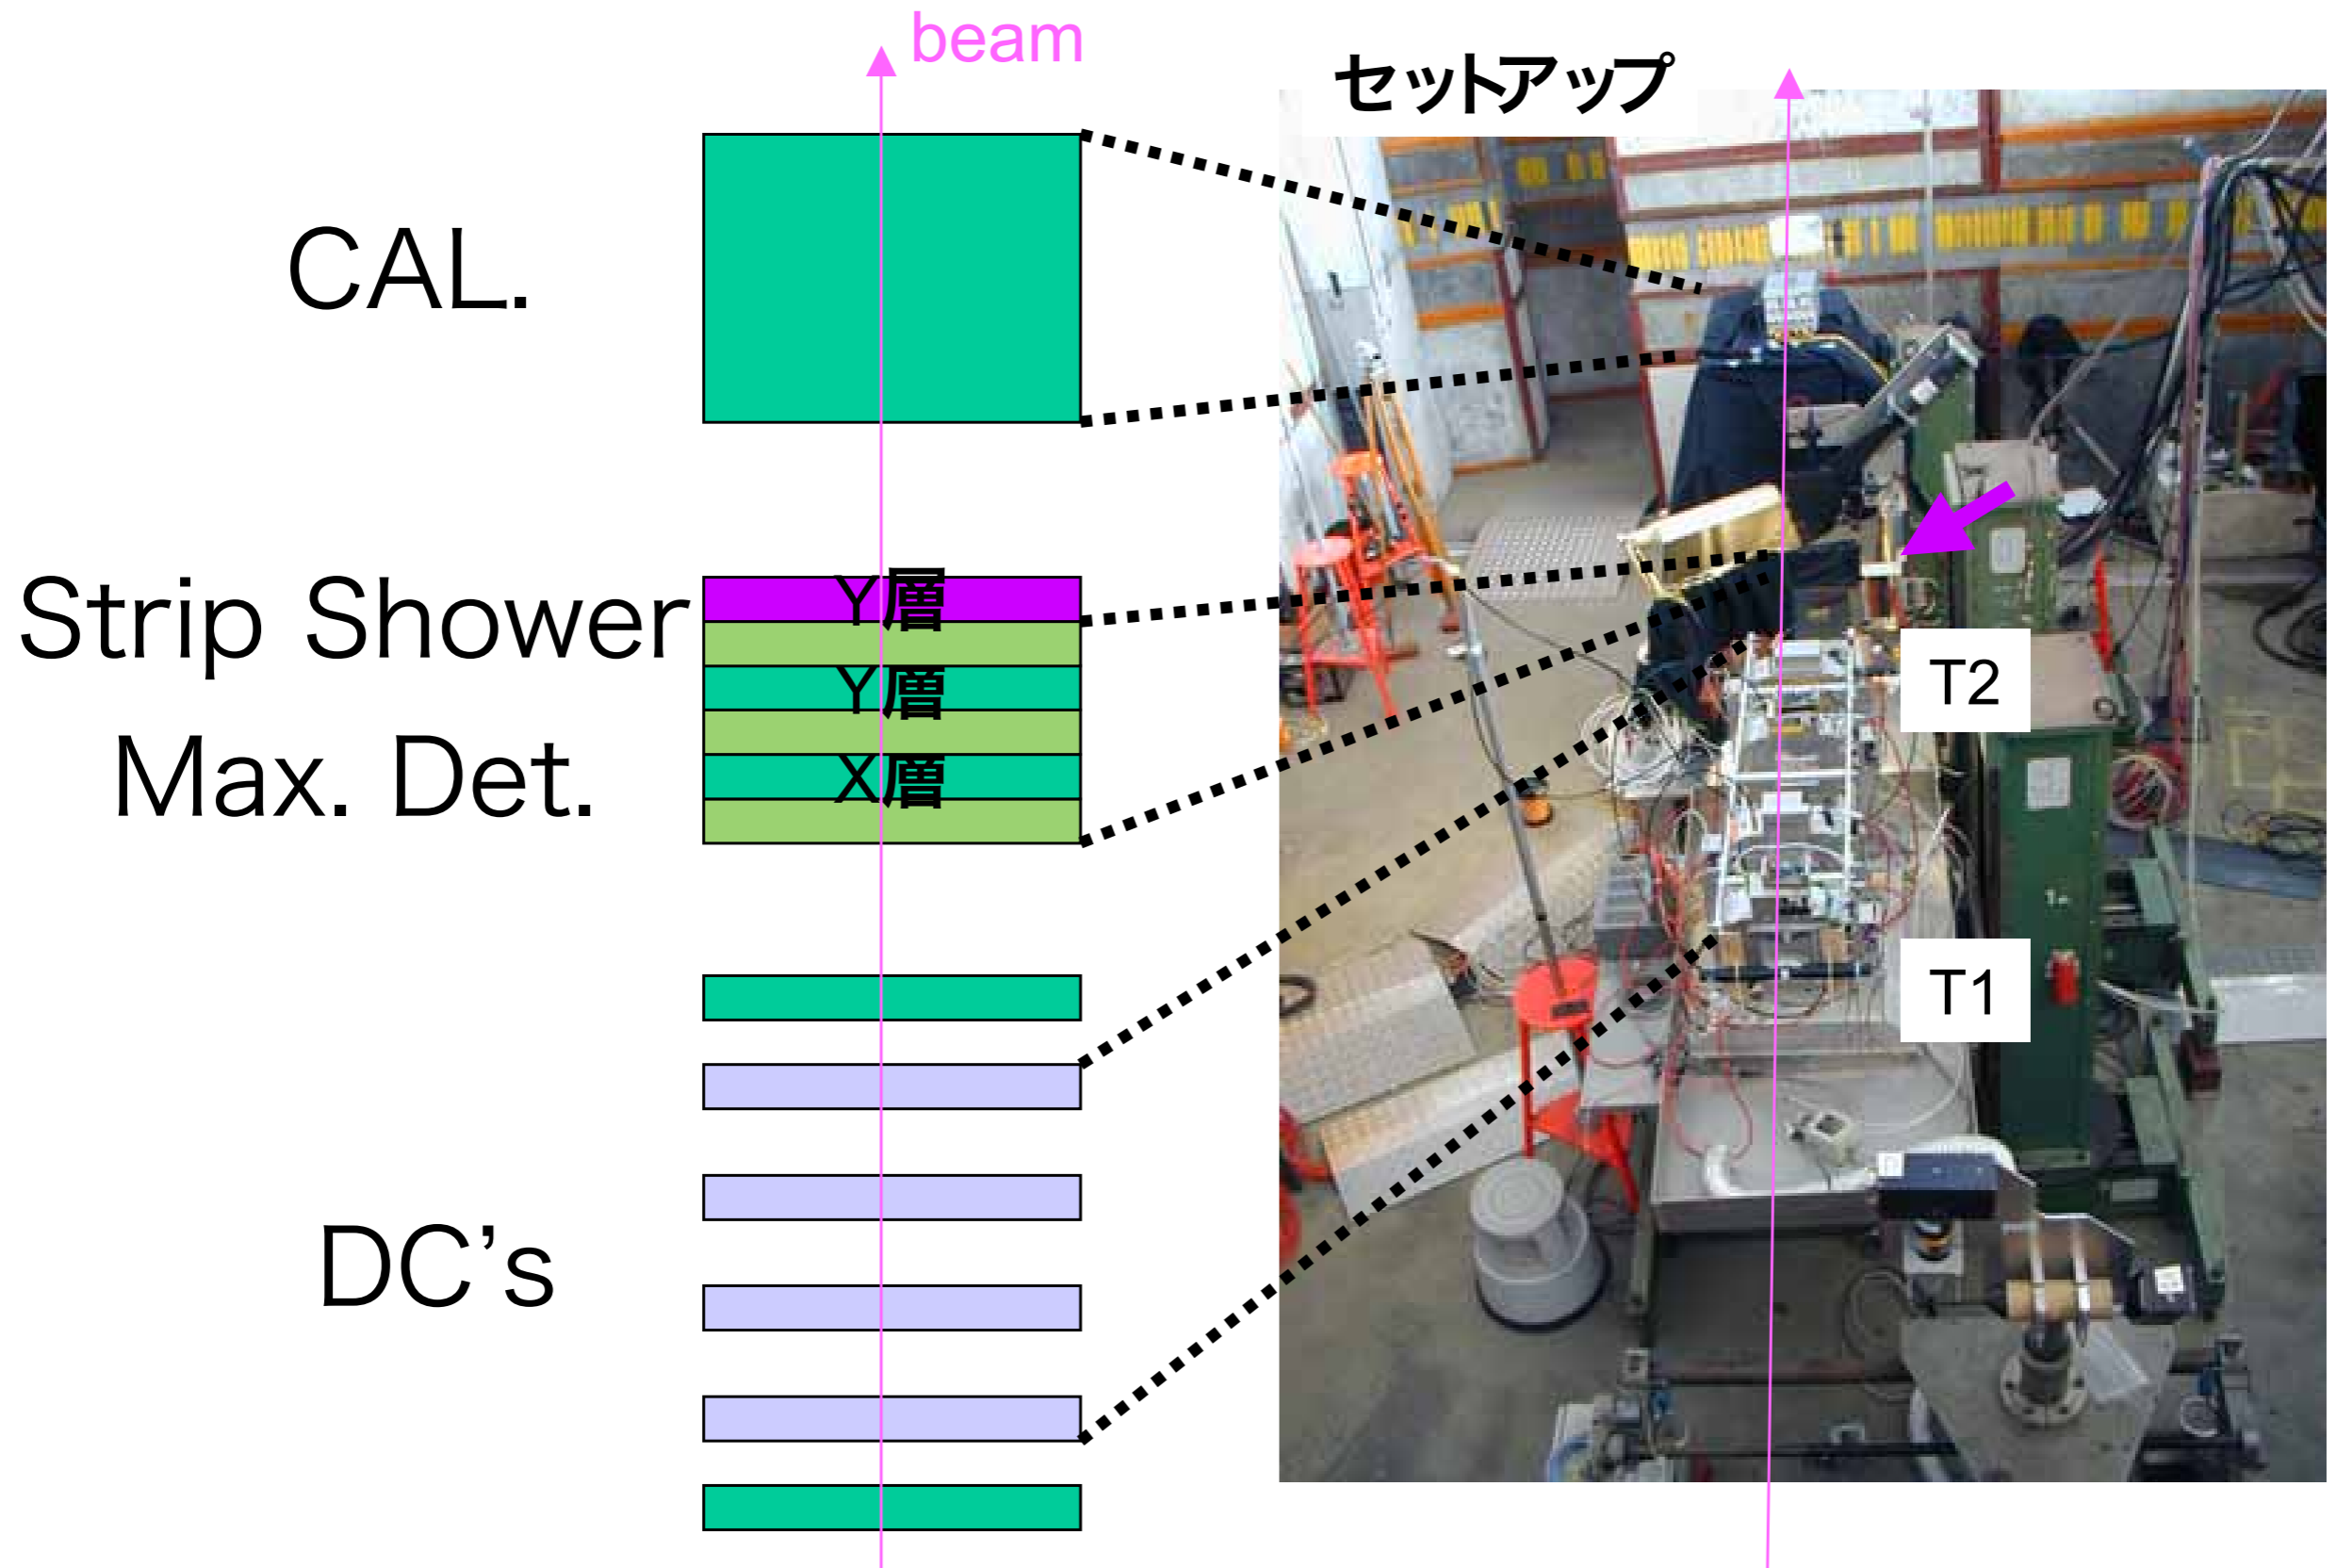 beam
セットアップ
CAL.
Strip Shower
Max. Det.
Y層
Y層
X層
T2
T1
DC’s